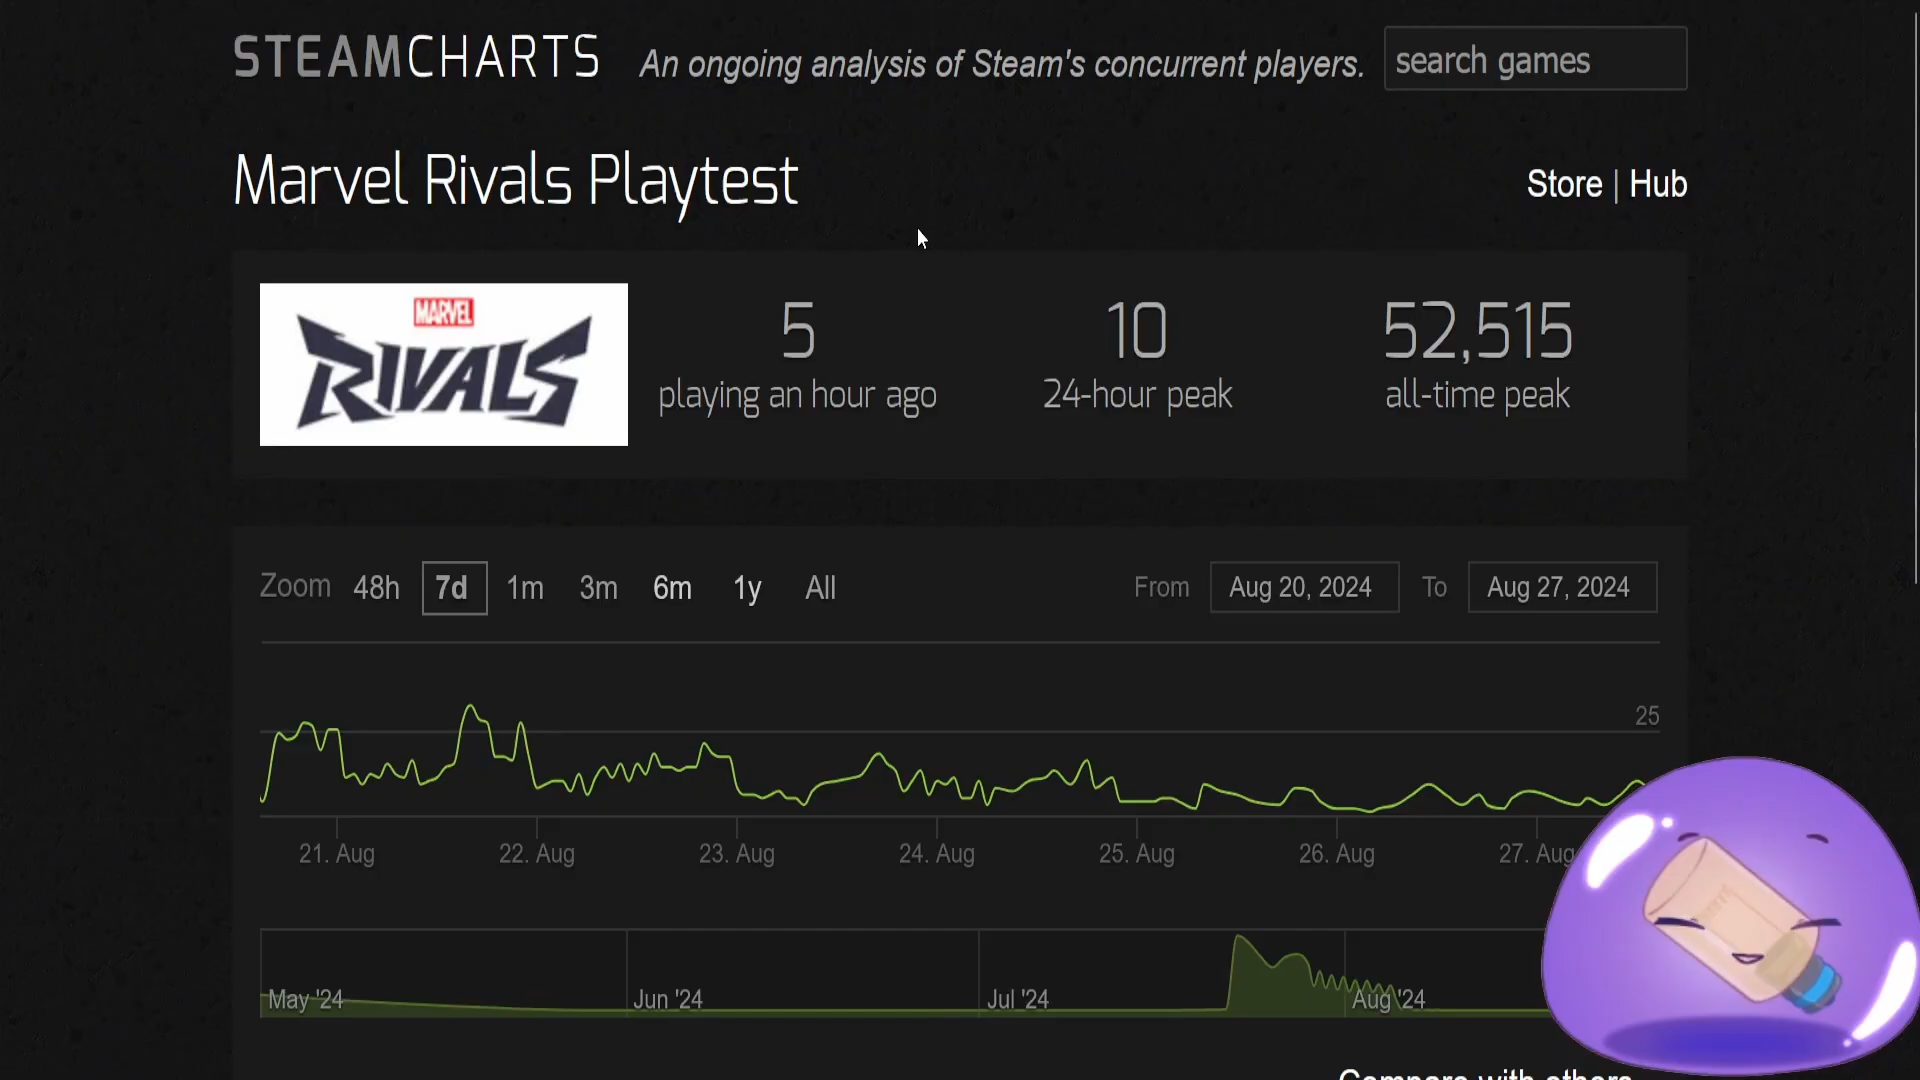 STEAMCHARTS An ongoing analysis of Steam's concurrent players. search games
Marvel Rivals Playtest Store | Hub
MARVEL
RIVALS
5 10 52,515
playing an hour ago 24-hour peak all-time peak
Zoom 48h 7d 1m 3m 6m 1y All From Aug 20, 2024 To Aug 27, 2024
25
21. Aug 22. Aug 23. Aug 24. Aug 25. Aug 26. Aug 27. Aug
May '24 Jun '24 Jul '24 Aug '24
Compare with others